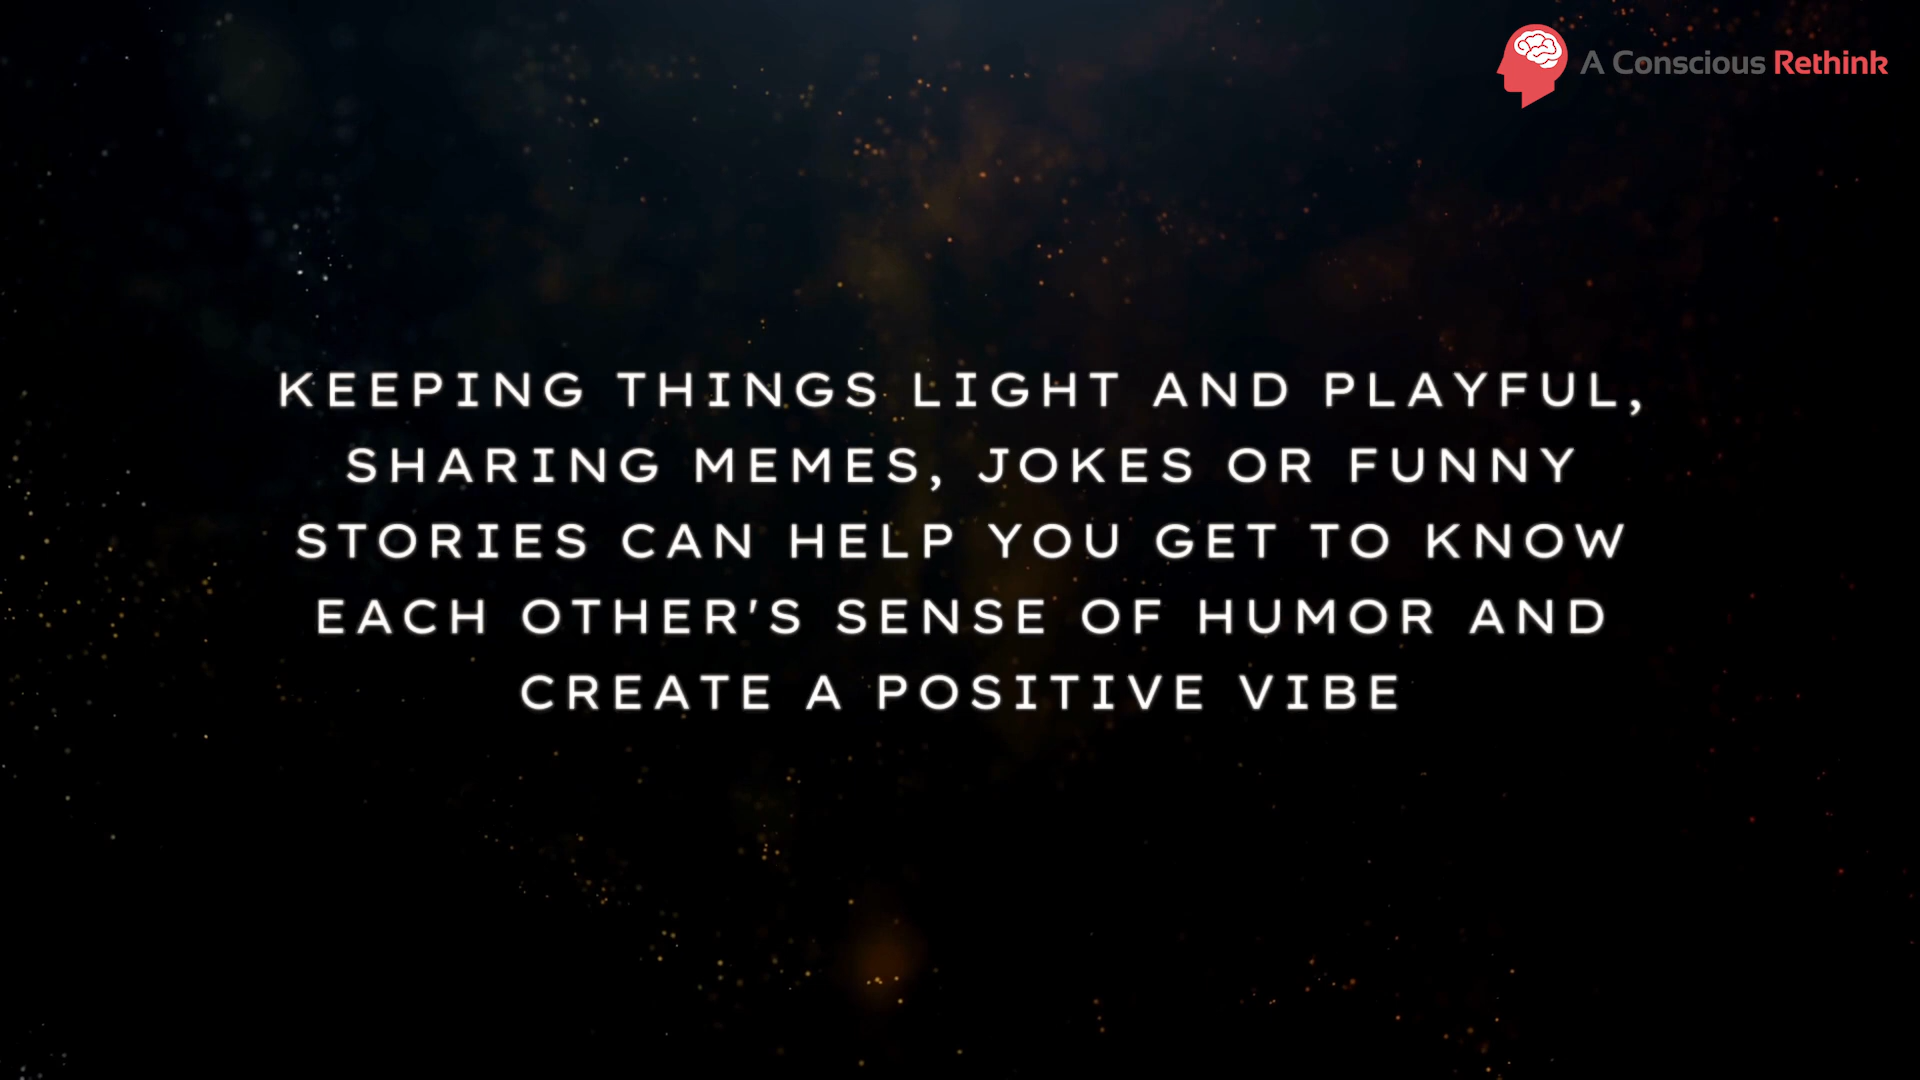 A Conscious Rethink
KEEPING THINGS LIGHT AND PLAYFUL,
SHARING MEMES, JOKES OR FUNNY
STORIES CAN HELP YOU GET TO KNOW
EACH OTHER'S SENSE OF HUMOR AND
CREATE A POSITIVE VIBE